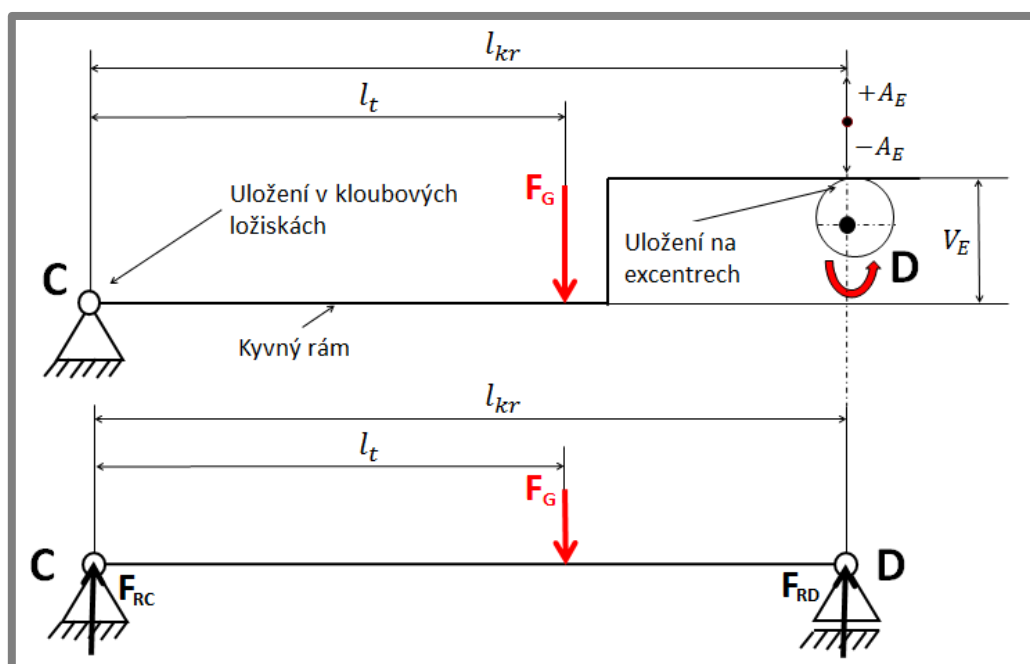 l_kr
l_t
+A_E
−A_E
F_G
Uložení v kloubových
ložiskách
Uložení na
excentrech
V_E
C
D
Kyvný rám
l_kr
l_t
F_G
C
D
F_RC
F_RD